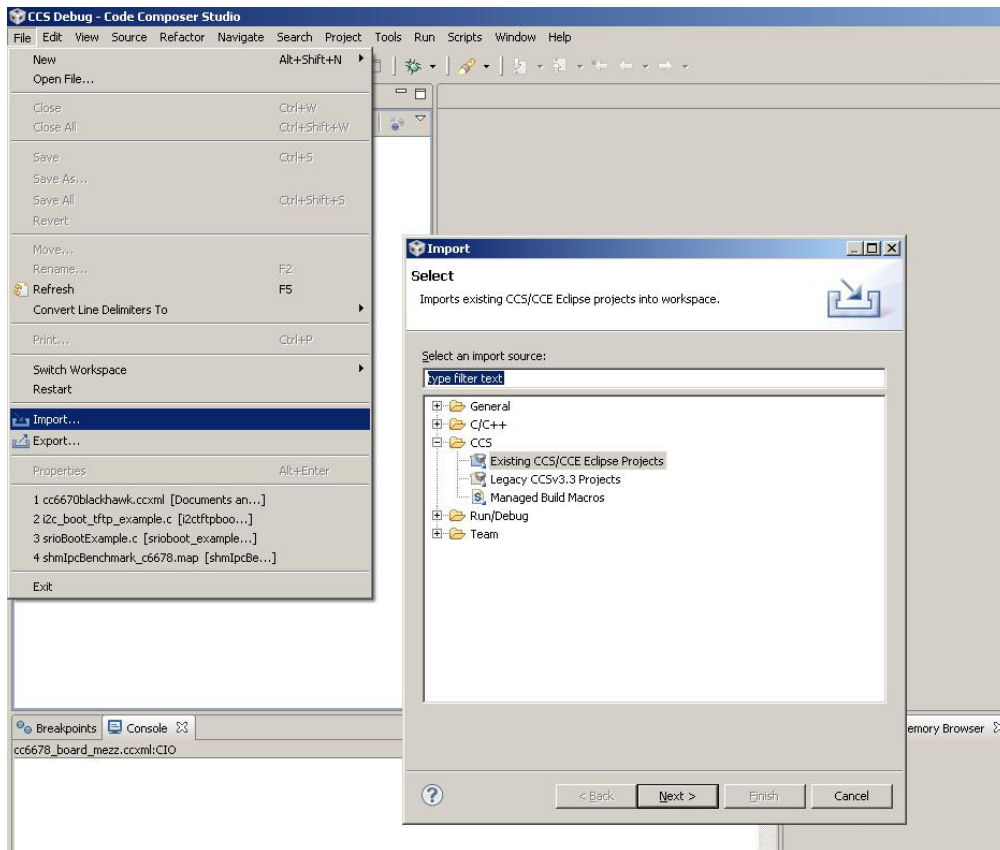 CCS Debug - Code Composer Studio
File Edit View Source Refactor Navigate Search Project Tools Run Scripts Window Help
New Alt+Shift+N
Open File...
Close Ctrl+W
Close All Ctrl+Shift+W
Save Ctrl+S
Save As...
Save All Ctrl+Shift+S
Revert
Move...
Rename... F2
Refresh F5
Convert Line Delimiters To
Print... Ctrl+P
Switch Workspace
Restart
Import...
Export...
Properties Alt+Enter
1 cc6670blackhawk.ccxml [Documents an...]
2 i2c_boot_tftp_example.c [i2ctftpboo...]
3 srioBootExample.c [srioboot_example...]
4 shmIpcBenchmark_c6678.map [shmIpcBe...]
Exit
Import
Select
Imports existing CCS/CCE Eclipse projects into workspace.
Select an import source:
type filter text
General
C/C++
CCS
Existing CCS/CCE Eclipse Projects
Legacy CCSv3.3 Projects
Managed Build Macros
Run/Debug
Team
< Back Next > Finish Cancel
Breakpoints Console
emory Browser
cc6678_board_mezz.ccxml:CIO